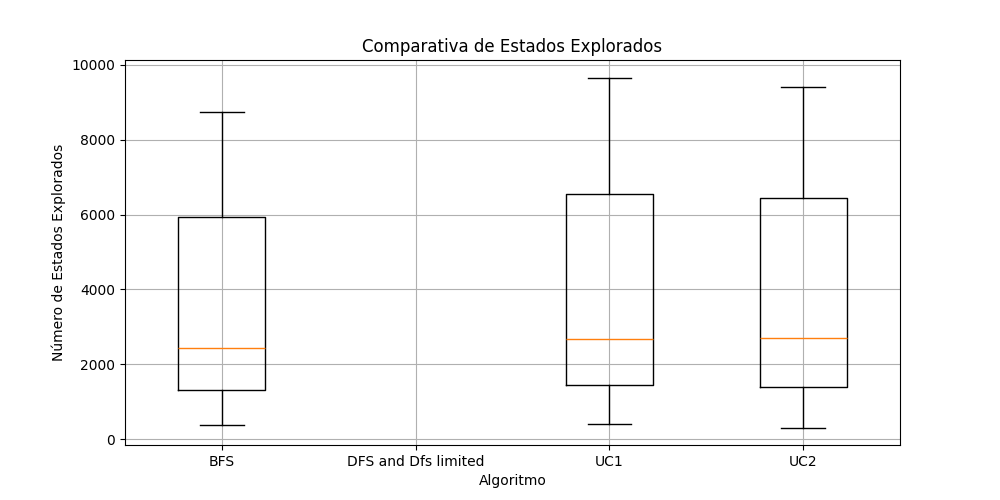 Comparativa de Estados Explorados
10000
8000
6000
4000
2000
0
Número de Estados Explorados
BFS
DFS and Dfs limited
UC1
UC2
Algoritmo